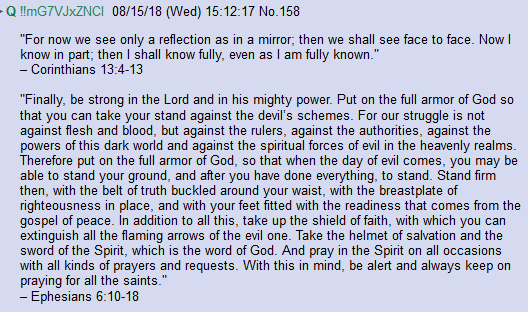 Q !!mG7VJxZNCI 08/15/18 (Wed) 15:12:17 No.158
"For now we see only a reflection as in a mirror; then we shall see face to face. Now I
know in part; then I shall know fully, even as I am fully known."
– Corinthians 13:4-13
"Finally, be strong in the Lord and in his mighty power. Put on the full armor of God so
that you can take your stand against the devil’s schemes. For our struggle is not
against flesh and blood, but against the rulers, against the authorities, against the
powers of this dark world and against the spiritual forces of evil in the heavenly realms.
Therefore put on the full armor of God, so that when the day of evil comes, you may be
able to stand your ground, and after you have done everything, to stand. Stand firm
then, with the belt of truth buckled around your waist, with the breastplate of
righteousness in place, and with your feet fitted with the readiness that comes from the
gospel of peace. In addition to all this, take up the shield of faith, with which you can
extinguish all the flaming arrows of the evil one. Take the helmet of salvation and the
sword of the Spirit, which is the word of God. And pray in the Spirit on all occasions
with all kinds of prayers and requests. With this in mind, be alert and always keep on
praying for all the saints."
– Ephesians 6:10-18